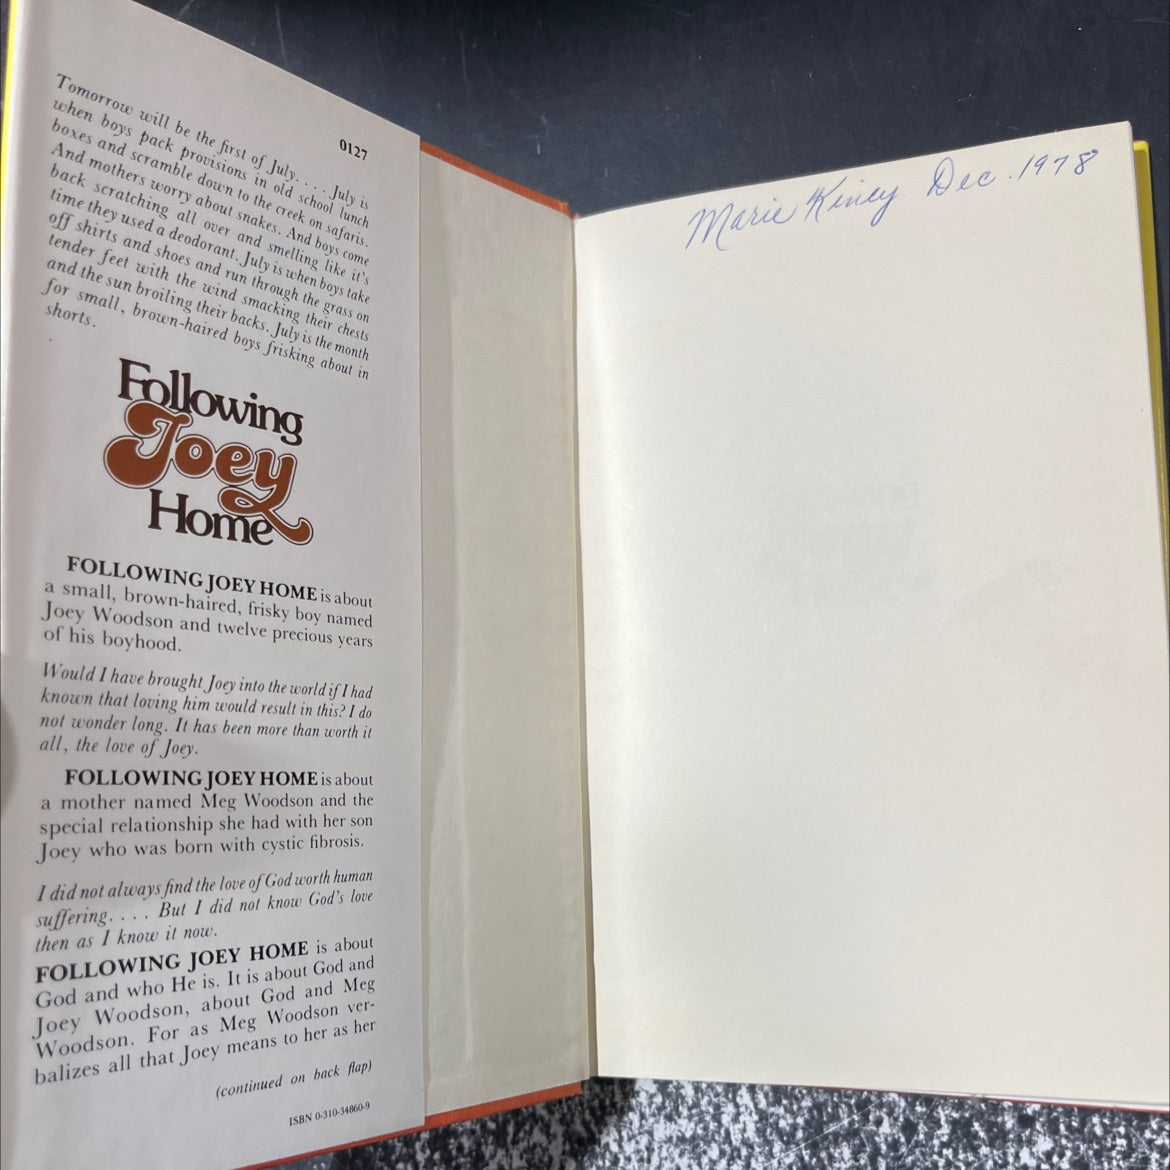 Tomorrow will be the first of July. . . . July is
when boys pack provisions in old school lunch
boxes and scramble down to the creek on safaris.
And mothers worry about snakes. And boys come
back scratching all over and smelling like it's
time they used a deodorant. July is when boys take
off shirts and shoes and run through the grass on
tender feet with the wind smacking their chests
and the sun broiling their backs. July is the month
for small, brown-haired boys frisking about in
shorts.
0127
Following
Joey
Home
FOLLOWING JOEY HOME is about
a small, brown-haired, frisky boy named
Joey Woodson and twelve precious years
of his boyhood.
Would I have brought Joey into the world if I had
known that loving him would result in this? I do
not wonder long. It has been more than worth it
all, the love of Joey.
FOLLOWING JOEY HOME is about
a mother named Meg Woodson and the
special relationship she had with her son
Joey who was born with cystic fibrosis.
I did not always find the love of God worth human
suffering. . . . But I did not know God's love
then as I know it now.
FOLLOWING JOEY HOME is about
God and who He is. It is about God and
Joey Woodson, about God and Meg
Woodson. For as Meg Woodson ver-
balizes all that Joey means to her as her
(continued on back flap)
ISBN 0-310-34860-9
Marie Kiney Dec. 1978